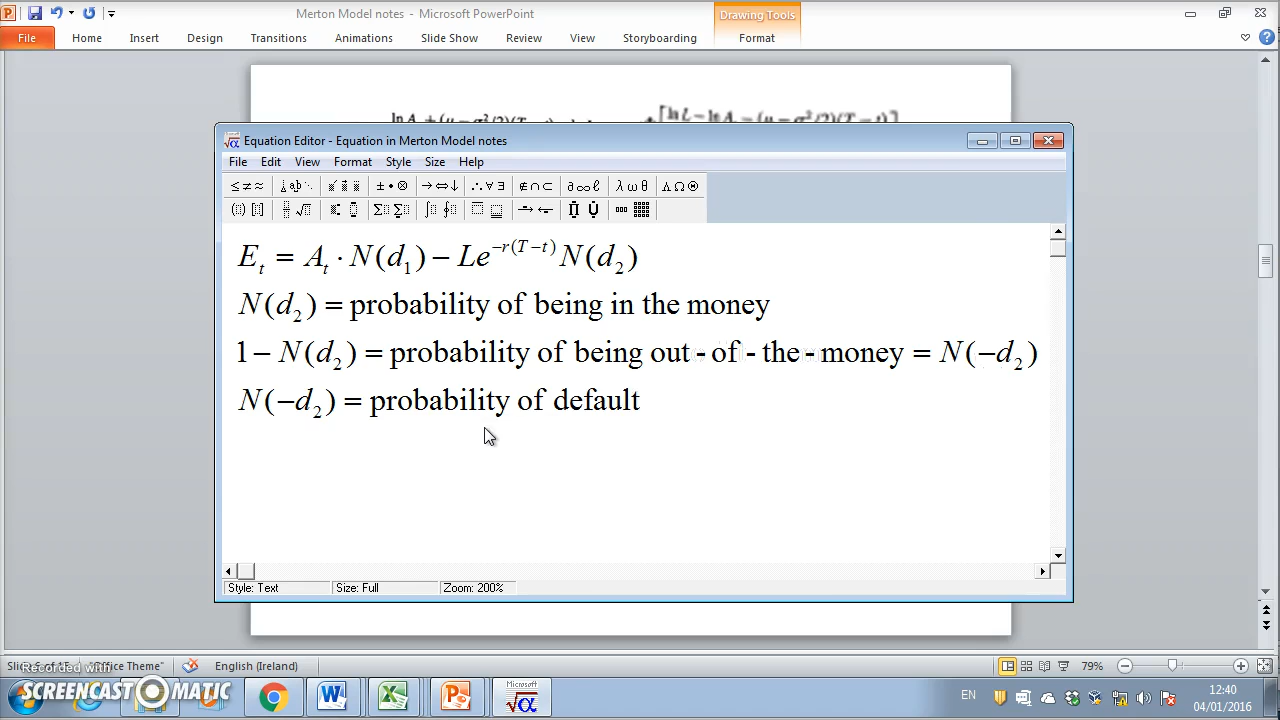 Merton Model notes - Microsoft PowerPoint
Drawing Tools
File Home Insert Design Transitions Animations Slide Show Review View Storyboarding Format
Equation Editor - Equation in Merton Model notes
File Edit View Format Style Size Help
E_t = A_t · N(d_1) − Le^{−r(T−t)} N(d_2)
N(d_2) = probability of being in the money
1 − N(d_2) = probability of being out - of - the - money = N(−d_2)
N(−d_2) = probability of default
Style: Text Size: Full Zoom: 200%
Office Theme" English (Ireland) 79%
Recorded with
SCREENCAST MATIC
Microsoft
EN
12:40
04/01/2016